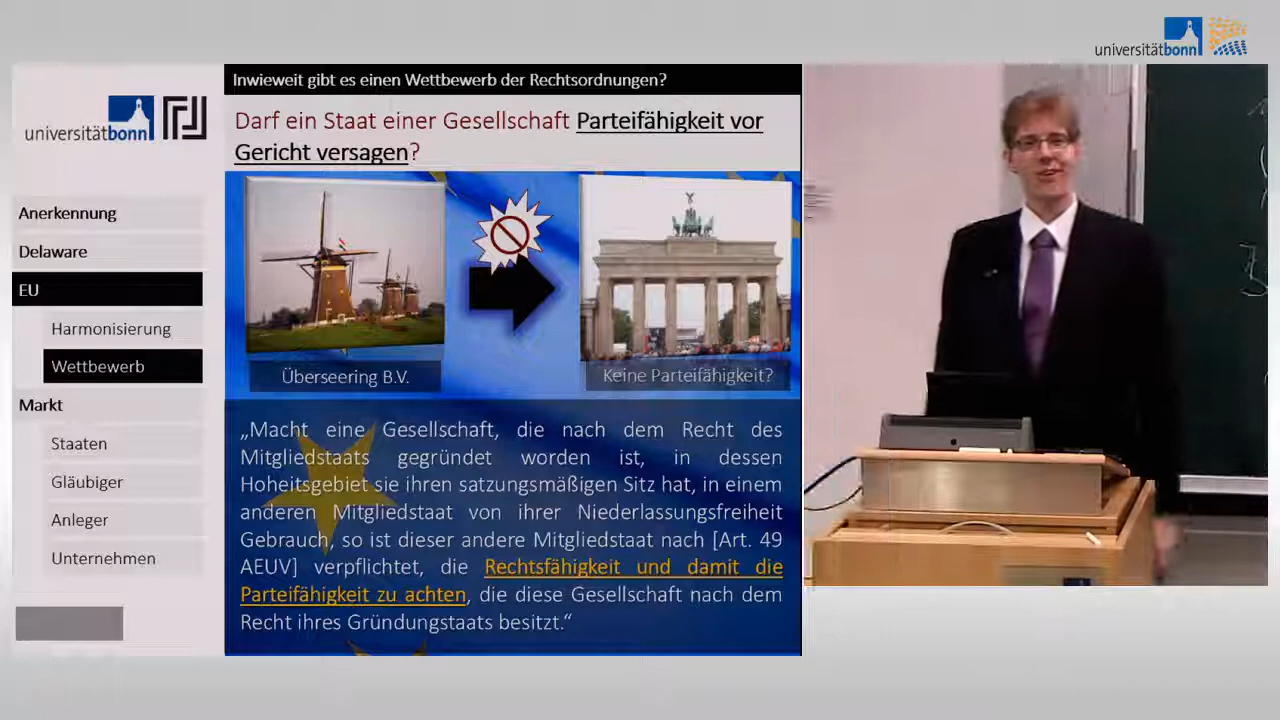 universitätbonn
Inwieweit gibt es einen Wettbewerb der Rechtsordnungen?
universitätbonn
Darf ein Staat einer Gesellschaft Parteifähigkeit vor
Gericht versagen?
Anerkennung
Delaware
EU
Harmonisierung
Wettbewerb
Markt
Staaten
Gläubiger
Anleger
Unternehmen
Überseering B.V.
Keine Parteifähigkeit?
„Macht eine Gesellschaft, die nach dem Recht des
Mitgliedstaats gegründet worden ist, in dessen
Hoheitsgebiet sie ihren satzungsmäßigen Sitz hat, in einem
anderen Mitgliedstaat von ihrer Niederlassungsfreiheit
Gebrauch, so ist dieser andere Mitgliedstaat nach [Art. 49
AEUV] verpflichtet, die Rechtsfähigkeit und damit die
Parteifähigkeit zu achten, die diese Gesellschaft nach dem
Recht ihres Gründungstaats besitzt.“